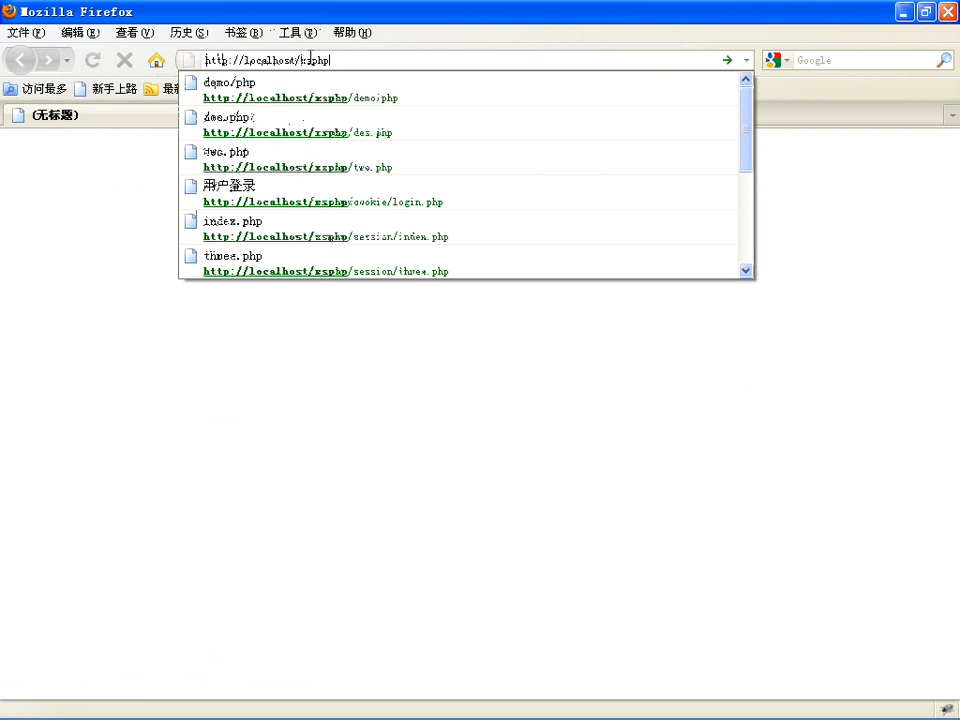 Mozilla Firefox
文件(F) 编辑(E) 查看(V) 历史(S) 书签(B) 工具(T) 帮助(H)
http://localhost/xsphp
Google
访问最多 新手上路 最新
(无标题)
demo/php
http://localhost/xsphp/demo/php
http://localhost/xsphp/des.php
two.php
http://localhost/xsphp/two.php
用户登录
http://localhost/xsphp/cookie/login.php
index.php
http://localhost/xsphp/session/index.php
three.php
http://localhost/xsphp/session/three.php